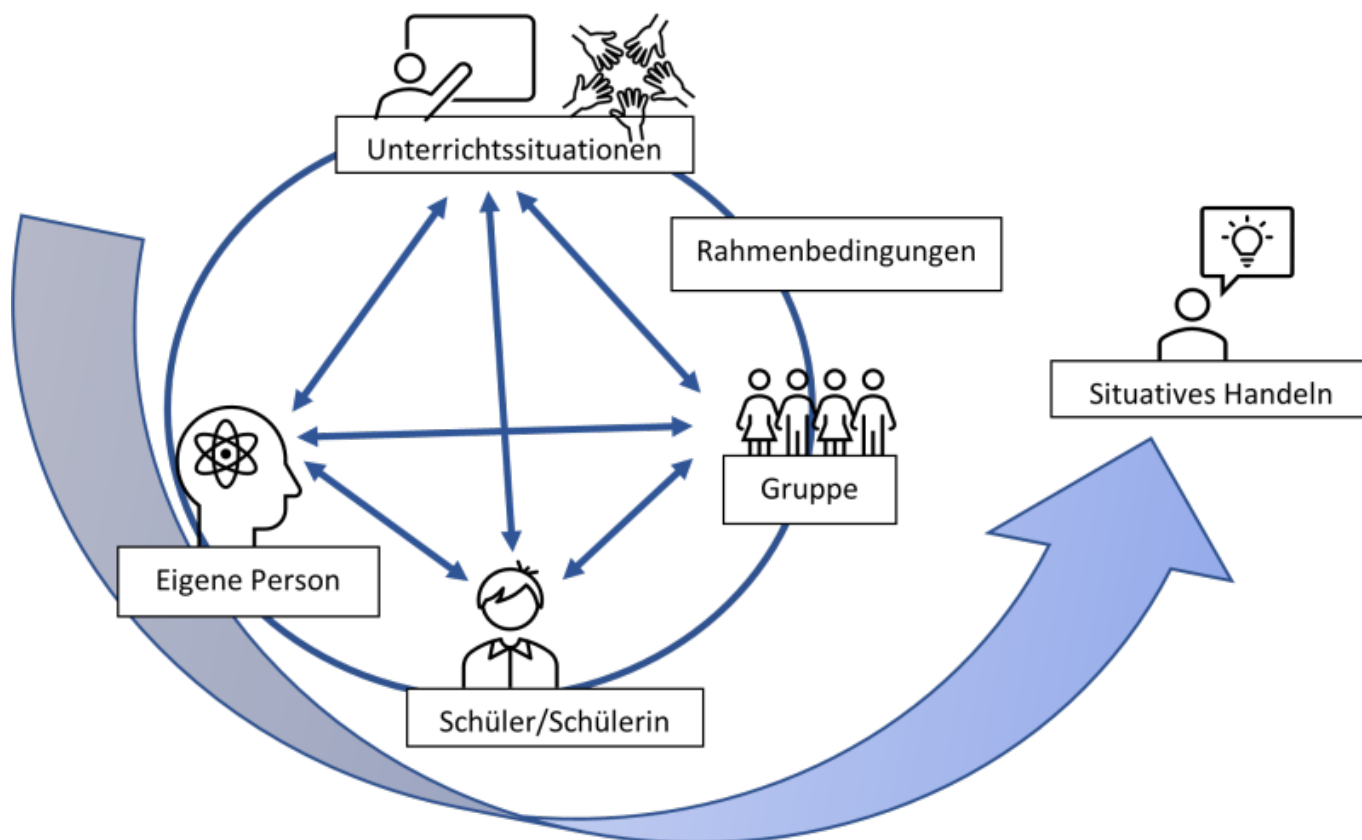 Unterrichtssituationen
Rahmenbedingungen
Situatives Handeln
Gruppe
Eigene Person
Schüler/Schülerin